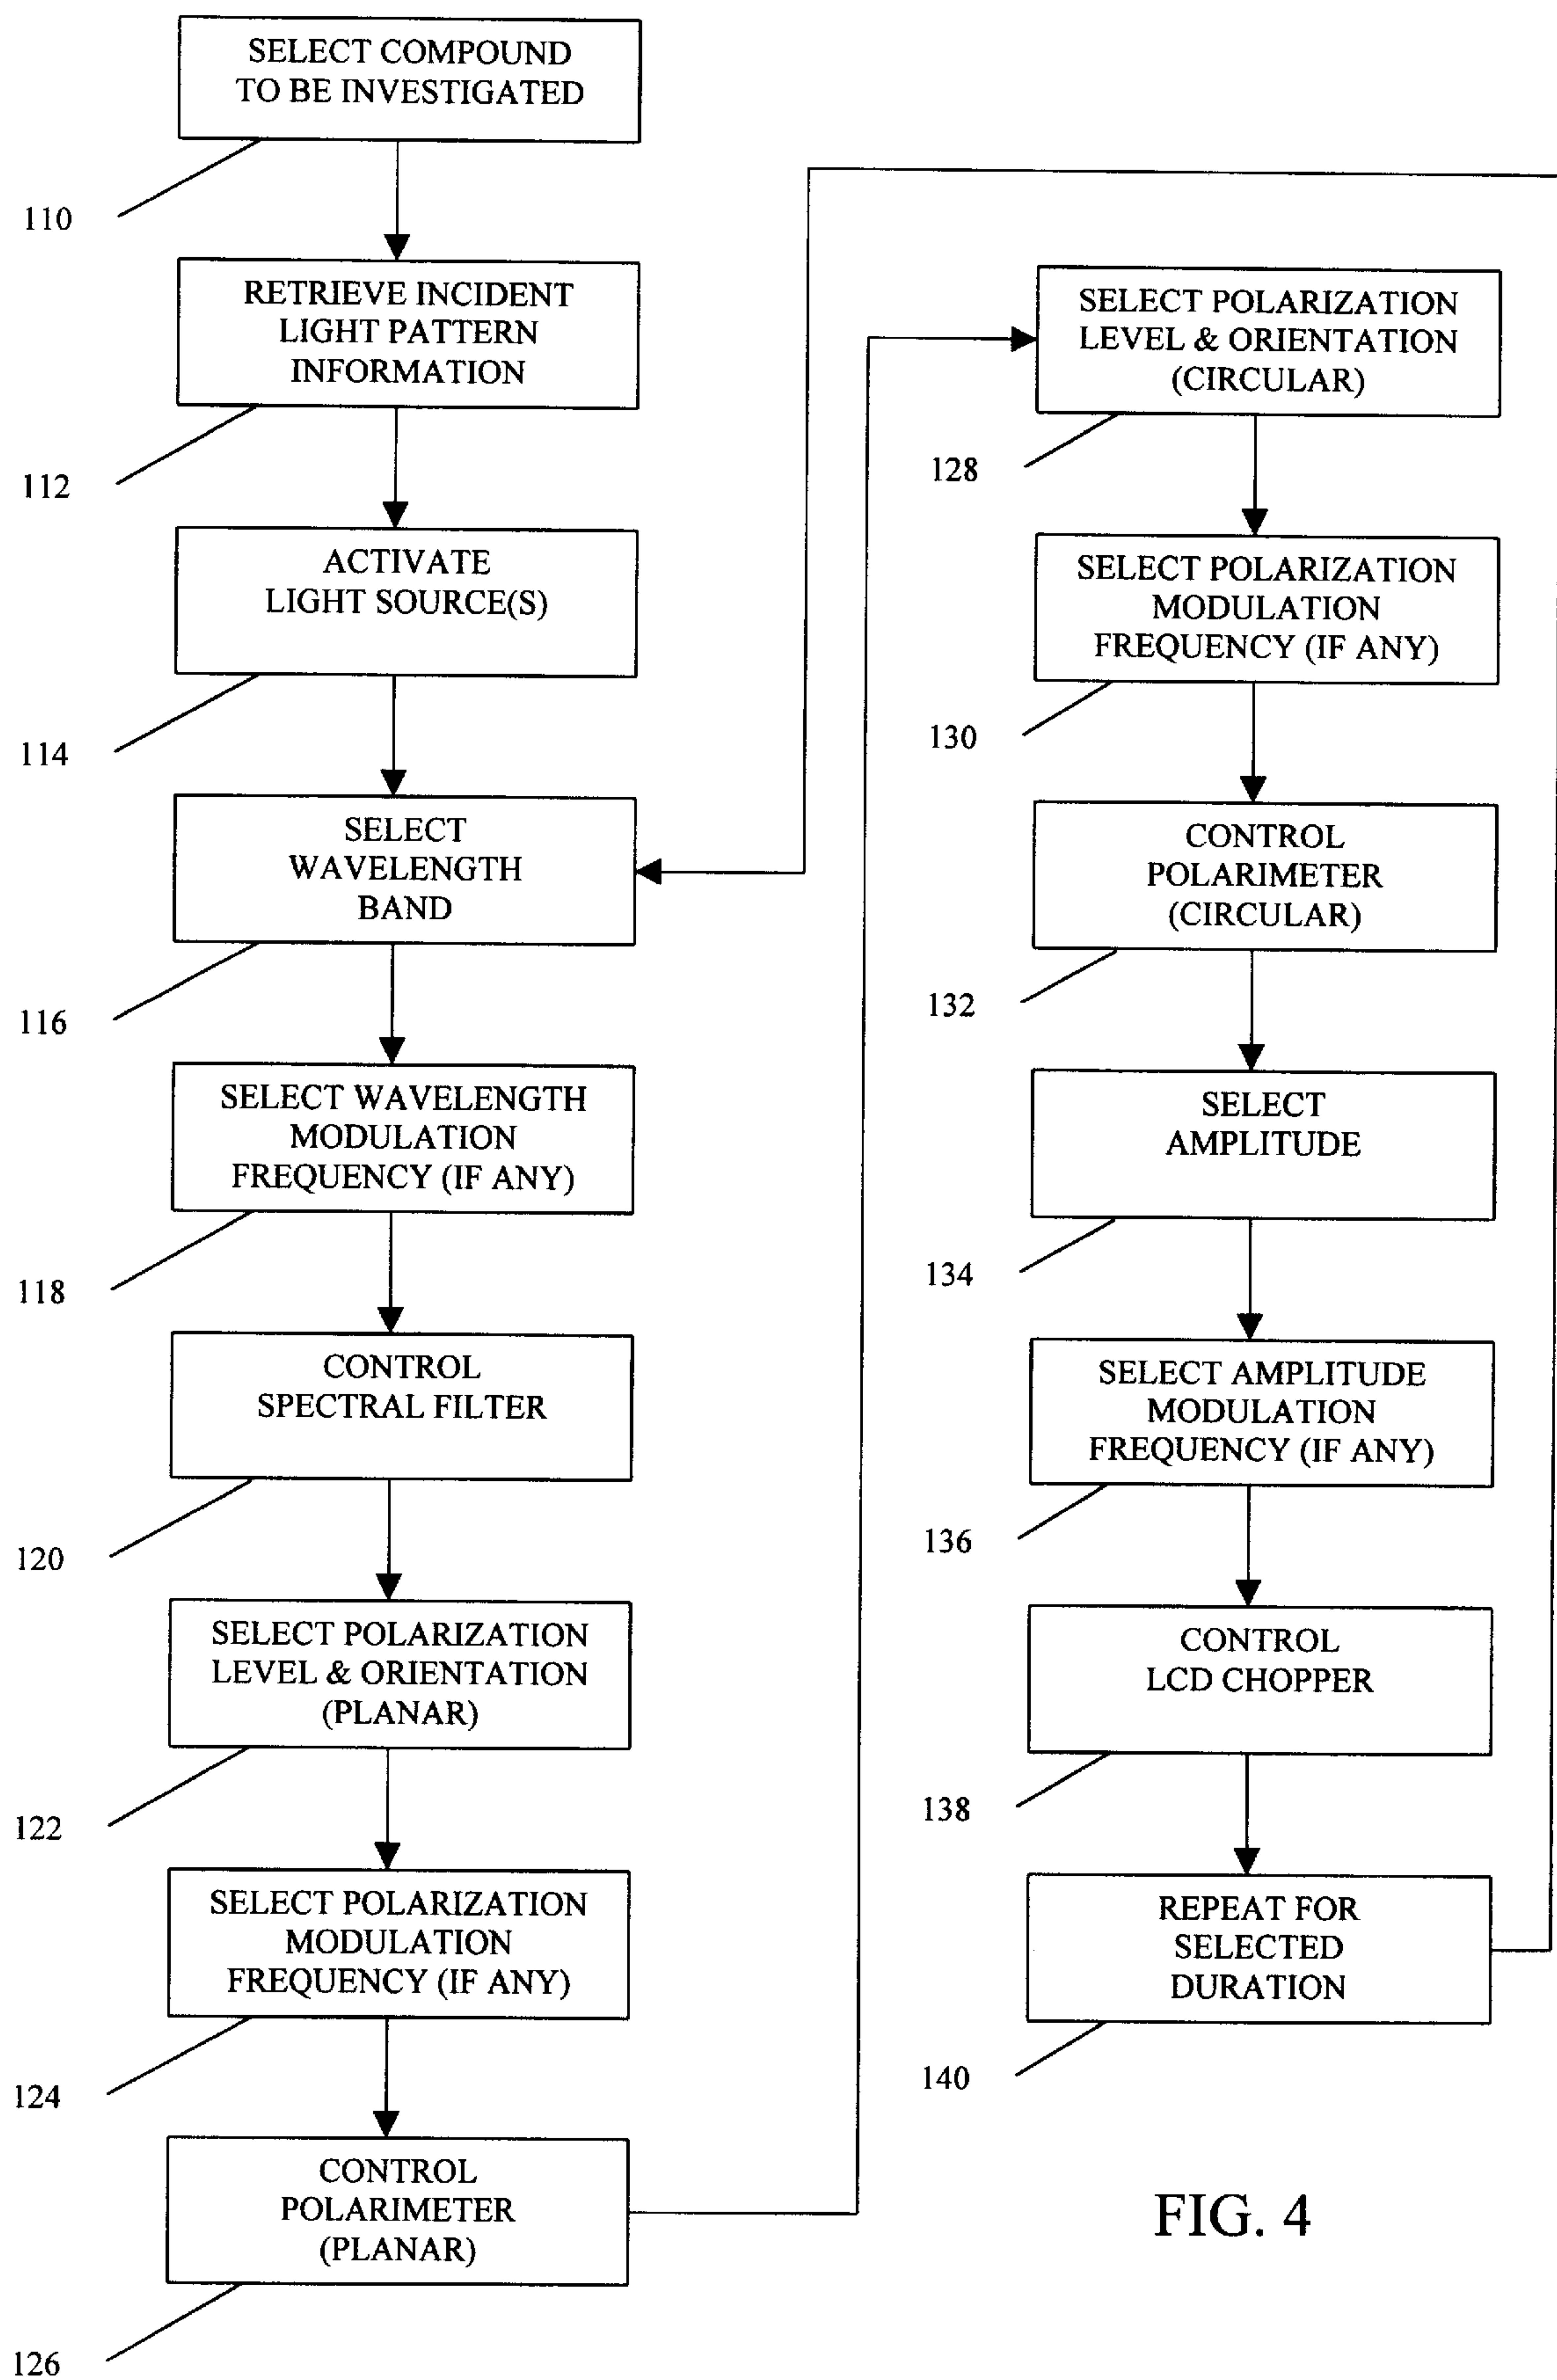 SELECT COMPOUND
TO BE INVESTIGATED
110
RETRIEVE INCIDENT
LIGHT PATTERN
INFORMATION
112
ACTIVATE
LIGHT SOURCE(S)
114
SELECT
WAVELENGTH
BAND
116
SELECT WAVELENGTH
MODULATION
FREQUENCY (IF ANY)
118
CONTROL
SPECTRAL FILTER
120
SELECT POLARIZATION
LEVEL & ORIENTATION
(PLANAR)
122
SELECT POLARIZATION
MODULATION
FREQUENCY (IF ANY)
124
CONTROL
POLARIMETER
(PLANAR)
126
SELECT POLARIZATION
LEVEL & ORIENTATION
(CIRCULAR)
128
SELECT POLARIZATION
MODULATION
FREQUENCY (IF ANY)
130
CONTROL
POLARIMETER
(CIRCULAR)
132
SELECT
AMPLITUDE
134
SELECT AMPLITUDE
MODULATION
FREQUENCY (IF ANY)
136
CONTROL
LCD CHOPPER
138
REPEAT FOR
SELECTED
DURATION
140
FIG. 4